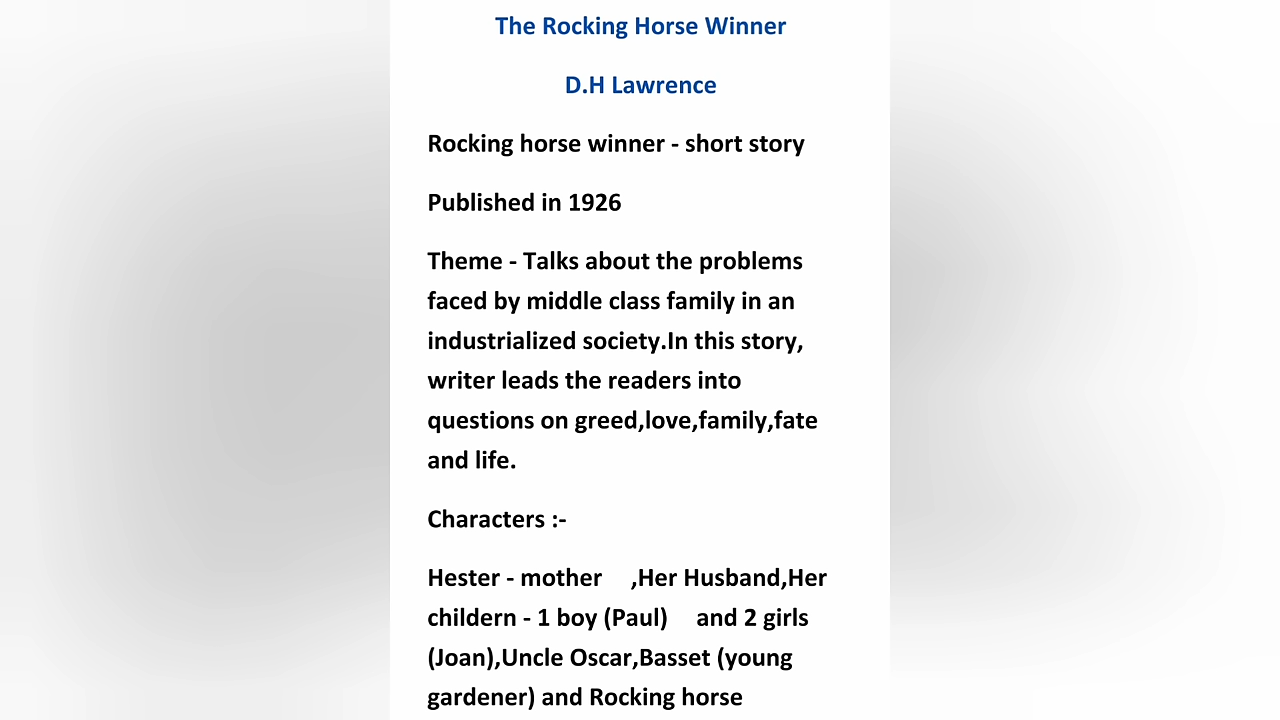 The Rocking Horse Winner
D.H Lawrence
Rocking horse winner - short story
Published in 1926
Theme - Talks about the problems
faced by middle class family in an
industrialized society.In this story,
writer leads the readers into
questions on greed,love,family,fate
and life.
Characters :-
Hester - mother ,Her Husband,Her
childern - 1 boy (Paul) and 2 girls
(Joan),Uncle Oscar,Basset (young
gardener) and Rocking horse